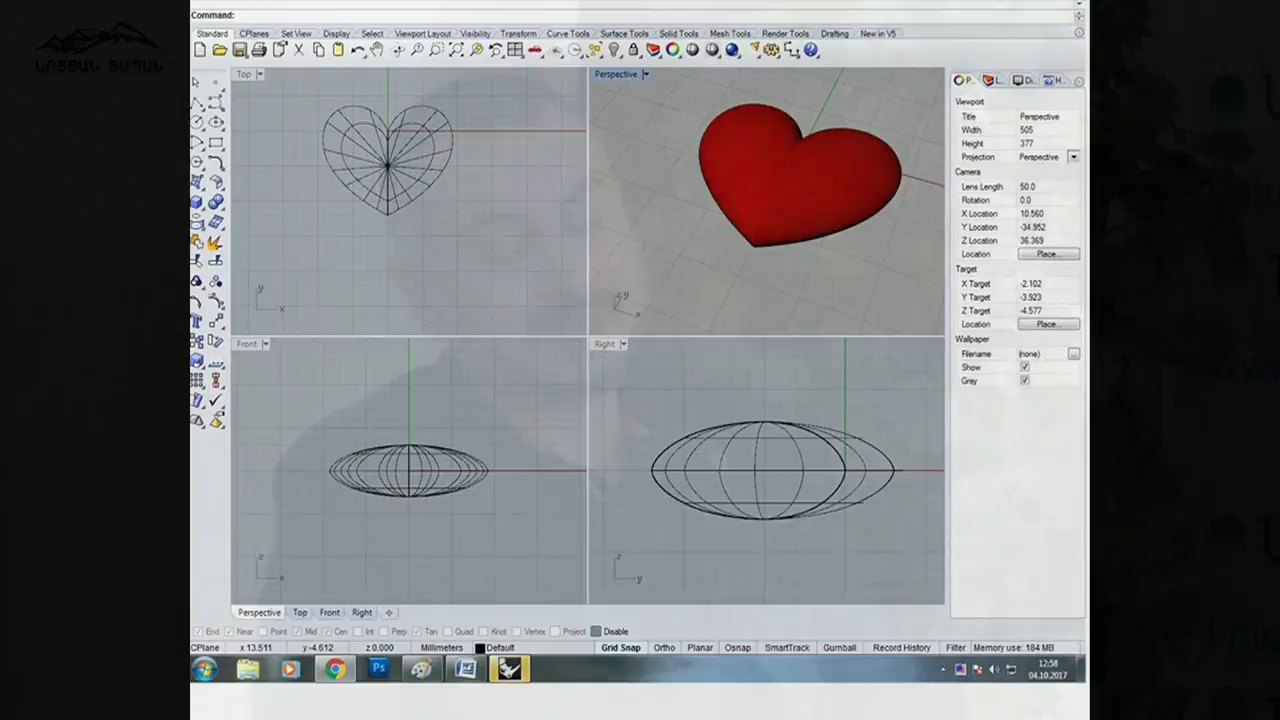 Command:
Standard CPlanes Set View Display Select Viewport Layout Visibility Transform Curve Tools Surface Tools Solid Tools Mesh Tools Render Tools Drafting New in V5
ՆՈՅՅԱՆ ՏԱՊԱՆ
Top
Perspective
P.. L... Di... H...
Viewport
Title Perspective
Width 505
Height 377
Projection Perspective
Camera
Lens Length 50.0
Rotation 0.0
X Location 10.560
Y Location -34.952
Z Location 36.369
Location Place...
Target
X Target -2.102
Y Target -3.923
Z Target -4.577
Location Place...
Wallpaper
Filename (none) ...
Show
Gray
y
x
z y
x
Front
Right
z
x
z
y
Perspective Top Front Right
End Near Point Mid Cen Int Perp Tan Quad Knot Vertex Project Disable
CPlane x 13.511 y -4.612 z 0.000 Millimeters Default Grid Snap Ortho Planar Osnap SmartTrack Gumball Record History Filter Memory use: 184 MB
Ps
12:58
04.10.2017